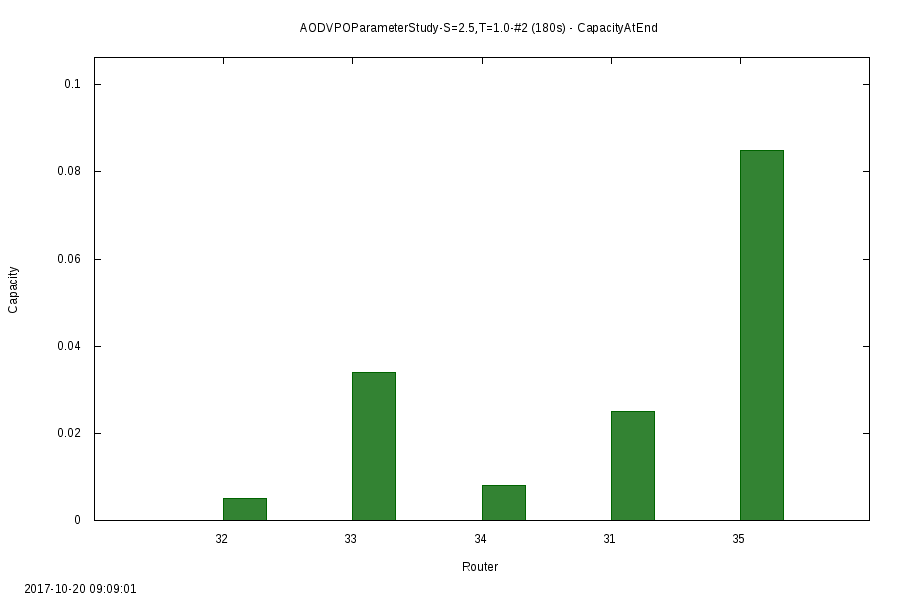 AODVPOParameterStudy-S=2.5,T=1.0-#2 (180s) - CapacityAtEnd
0.1
0.08
0.06
0.04
0.02
0
Capacity
32 33 34 31 35
Router
2017-10-20 09:09:01